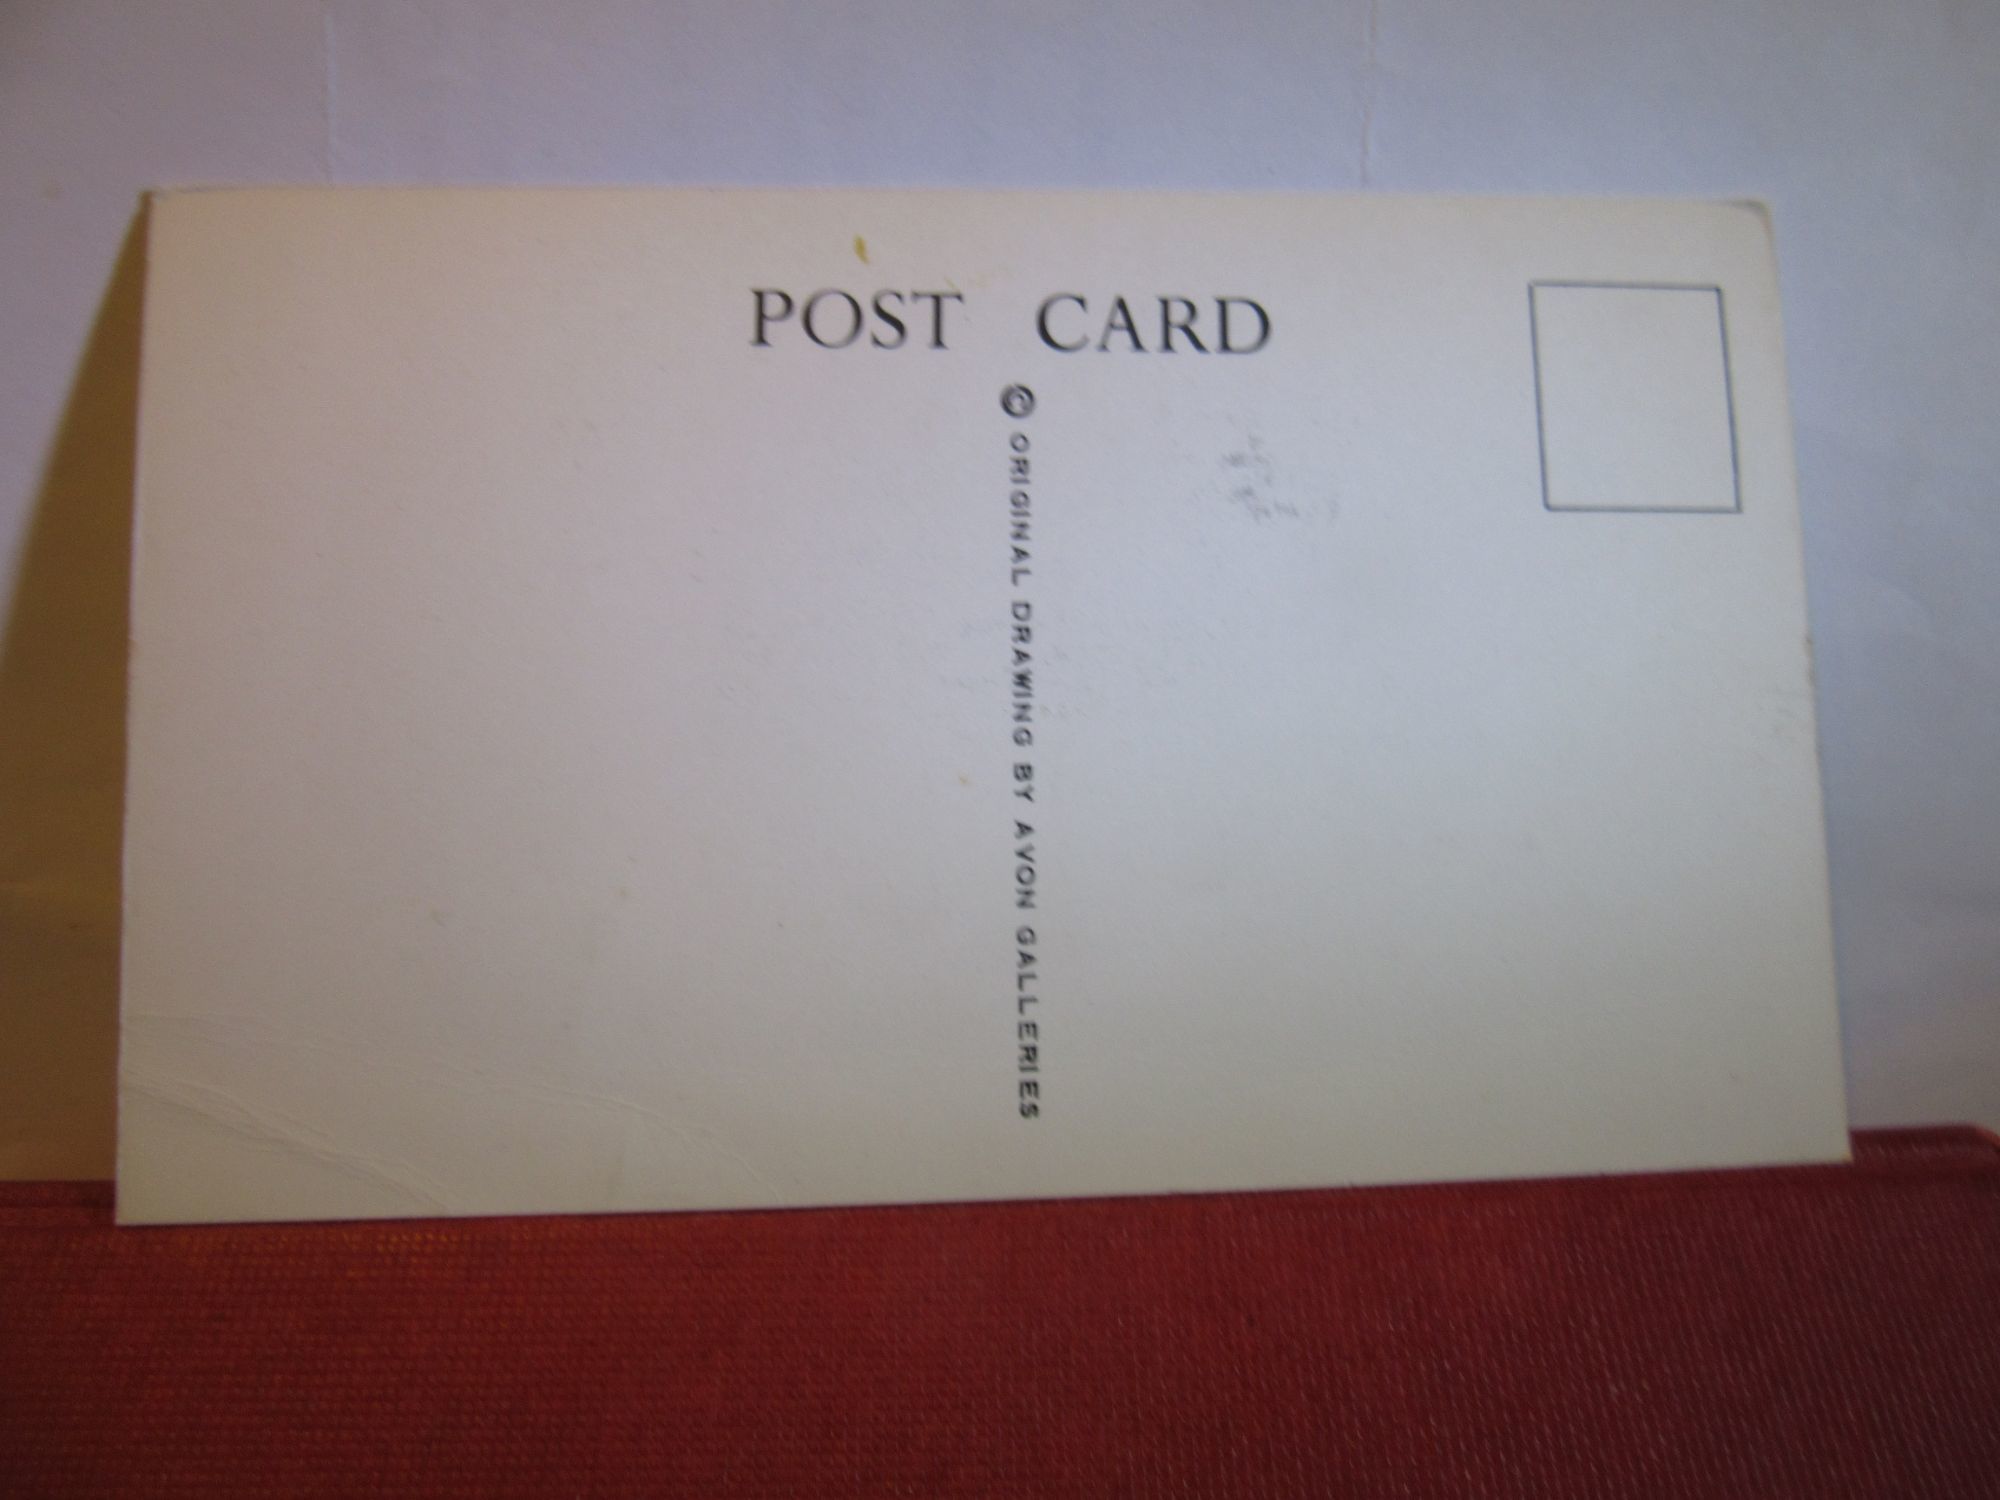 POST CARD
© ORIGINAL DRAWING BY AVON GALLERIES